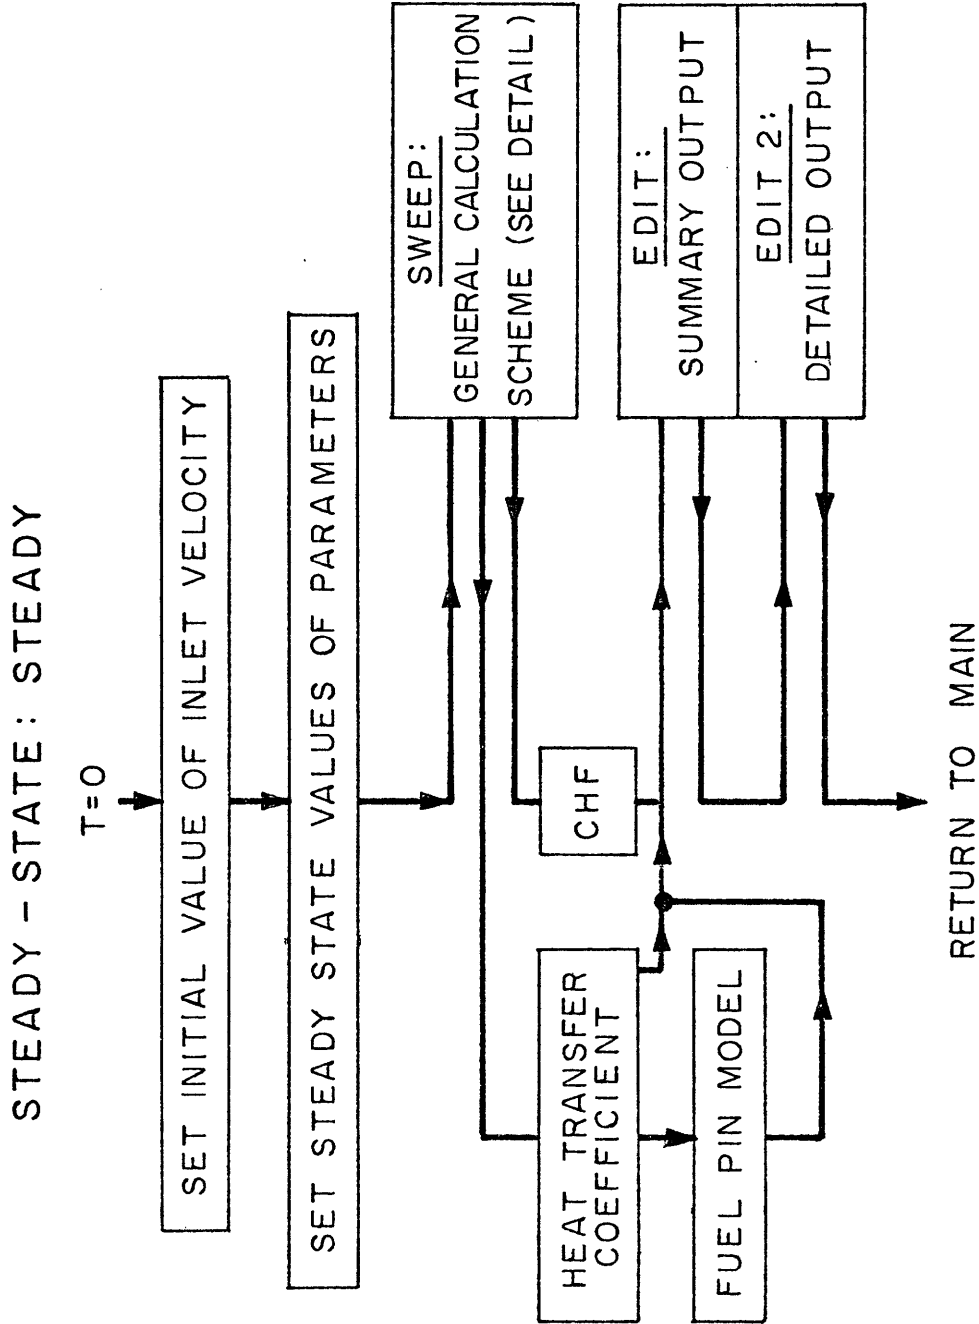 STEADY - STATE: STEADY
T=0
SET INITIAL VALUE OF INLET VELOCITY
SET STEADY STATE VALUES OF PARAMETERS
SWEEP:
GENERAL CALCULATION
SCHEME (SEE DETAIL)
HEAT TRANSFER
COEFFICIENT
CHF
FUEL PIN MODEL
EDIT:
SUMMARY OUTPUT
EDIT 2:
DETAILED OUTPUT
RETURN TO MAIN